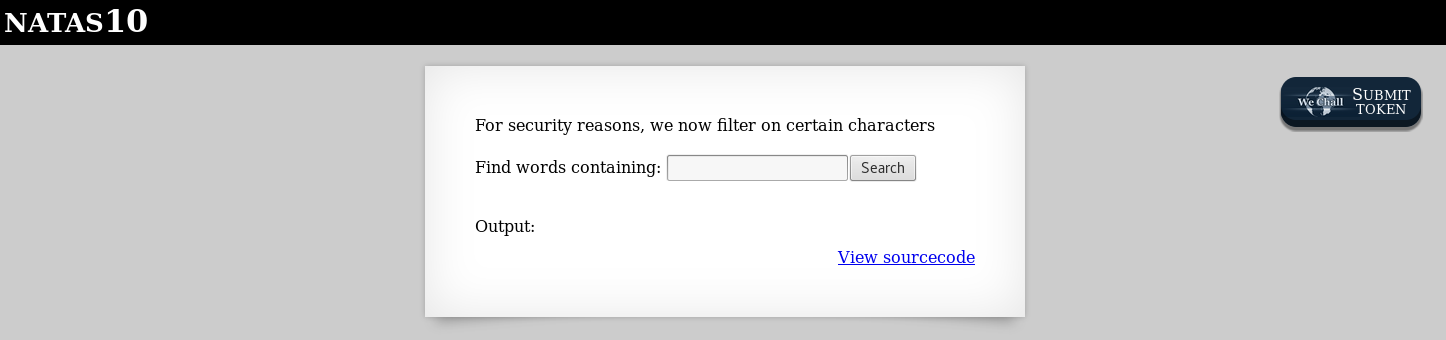 NATAS10
For security reasons, we now filter on certain characters
Find words containing: Search
Output:
View sourcecode
We Chall
SUBMIT
TOKEN